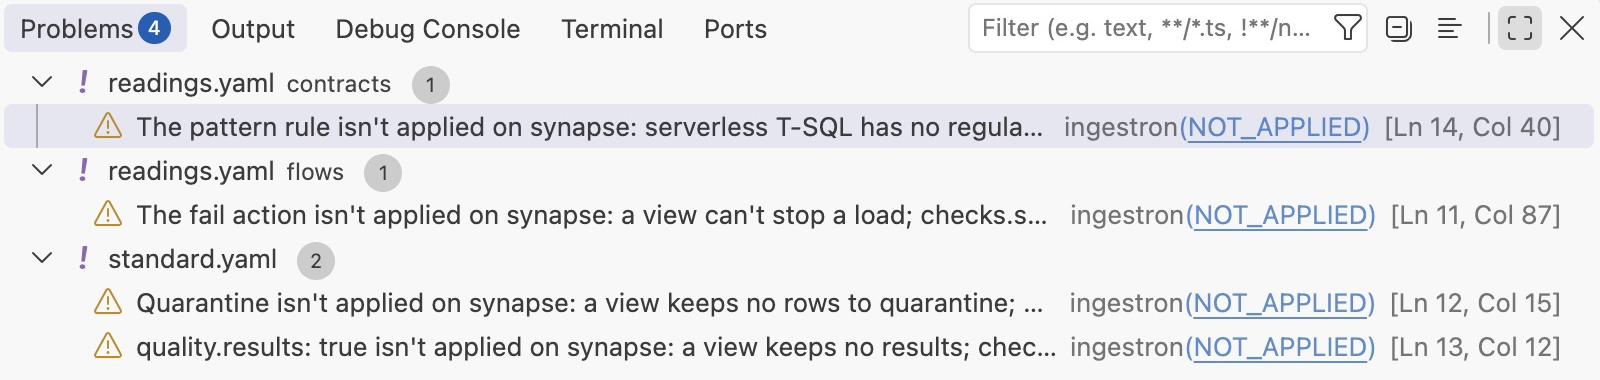 Problems 4 Output Debug Console Terminal Ports Filter (e.g. text, **/*.ts, !**/n...
readings.yaml contracts 1
The pattern rule isn't applied on synapse: serverless T-SQL has no regula... ingestron(NOT_APPLIED) [Ln 14, Col 40]
readings.yaml flows 1
The fail action isn't applied on synapse: a view can't stop a load; checks.s... ingestron(NOT_APPLIED) [Ln 11, Col 87]
standard.yaml 2
Quarantine isn't applied on synapse: a view keeps no rows to quarantine; ... ingestron(NOT_APPLIED) [Ln 12, Col 15]
quality.results: true isn't applied on synapse: a view keeps no results; chec... ingestron(NOT_APPLIED) [Ln 13, Col 12]